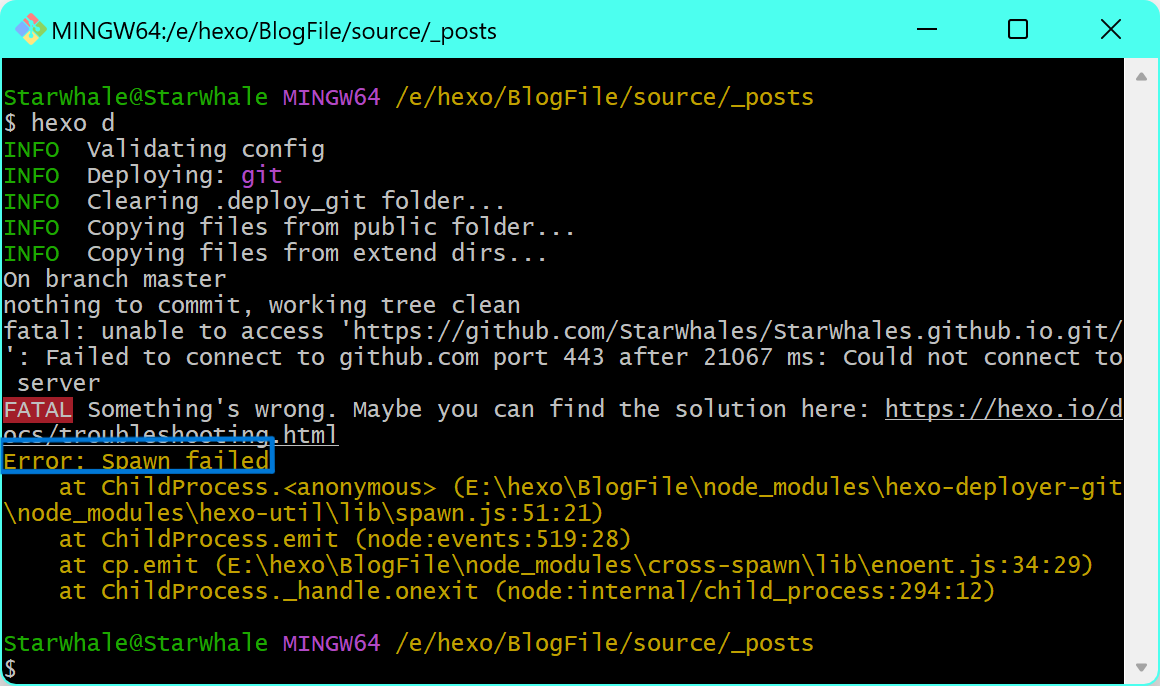 MINGW64:/e/hexo/BlogFile/source/_posts
StarWhale@StarWhale MINGW64 /e/hexo/BlogFile/source/_posts
$ hexo d
INFO  Validating config
INFO  Deploying: git
INFO  Clearing .deploy_git folder...
INFO  Copying files from public folder...
INFO  Copying files from extend dirs...
On branch master
nothing to commit, working tree clean
fatal: unable to access 'https://github.com/StarWhales/StarWhales.github.io.git/
': Failed to connect to github.com port 443 after 21067 ms: Could not connect to
 server
FATAL Something's wrong. Maybe you can find the solution here: https://hexo.io/d
ocs/troubleshooting.html
Error: Spawn failed
    at ChildProcess.<anonymous> (E:\hexo\BlogFile\node_modules\hexo-deployer-git
\node_modules\hexo-util\lib\spawn.js:51:21)
    at ChildProcess.emit (node:events:519:28)
    at cp.emit (E:\hexo\BlogFile\node_modules\cross-spawn\lib\enoent.js:34:29)
    at ChildProcess._handle.onexit (node:internal/child_process:294:12)
StarWhale@StarWhale MINGW64 /e/hexo/BlogFile/source/_posts
$